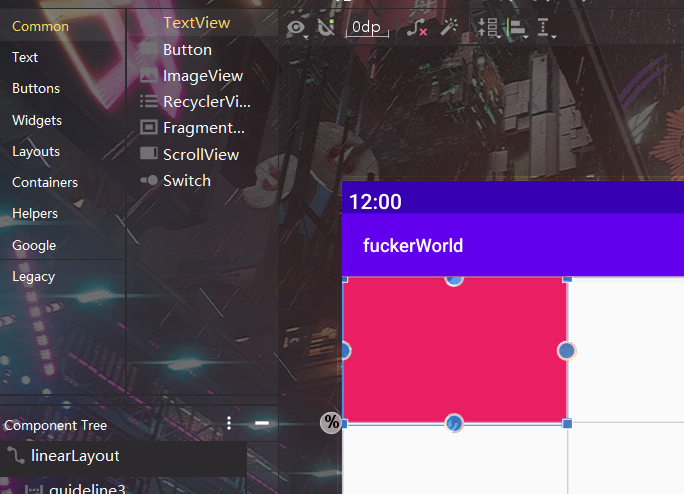 Common
Text
Buttons
Widgets
Layouts
Containers
Helpers
Google
Legacy
TextView
Button
ImageView
RecyclerVi...
Fragment...
ScrollView
Switch
0dp
12:00
fuckerWorld
%
Component Tree
linearLayout
guideline3